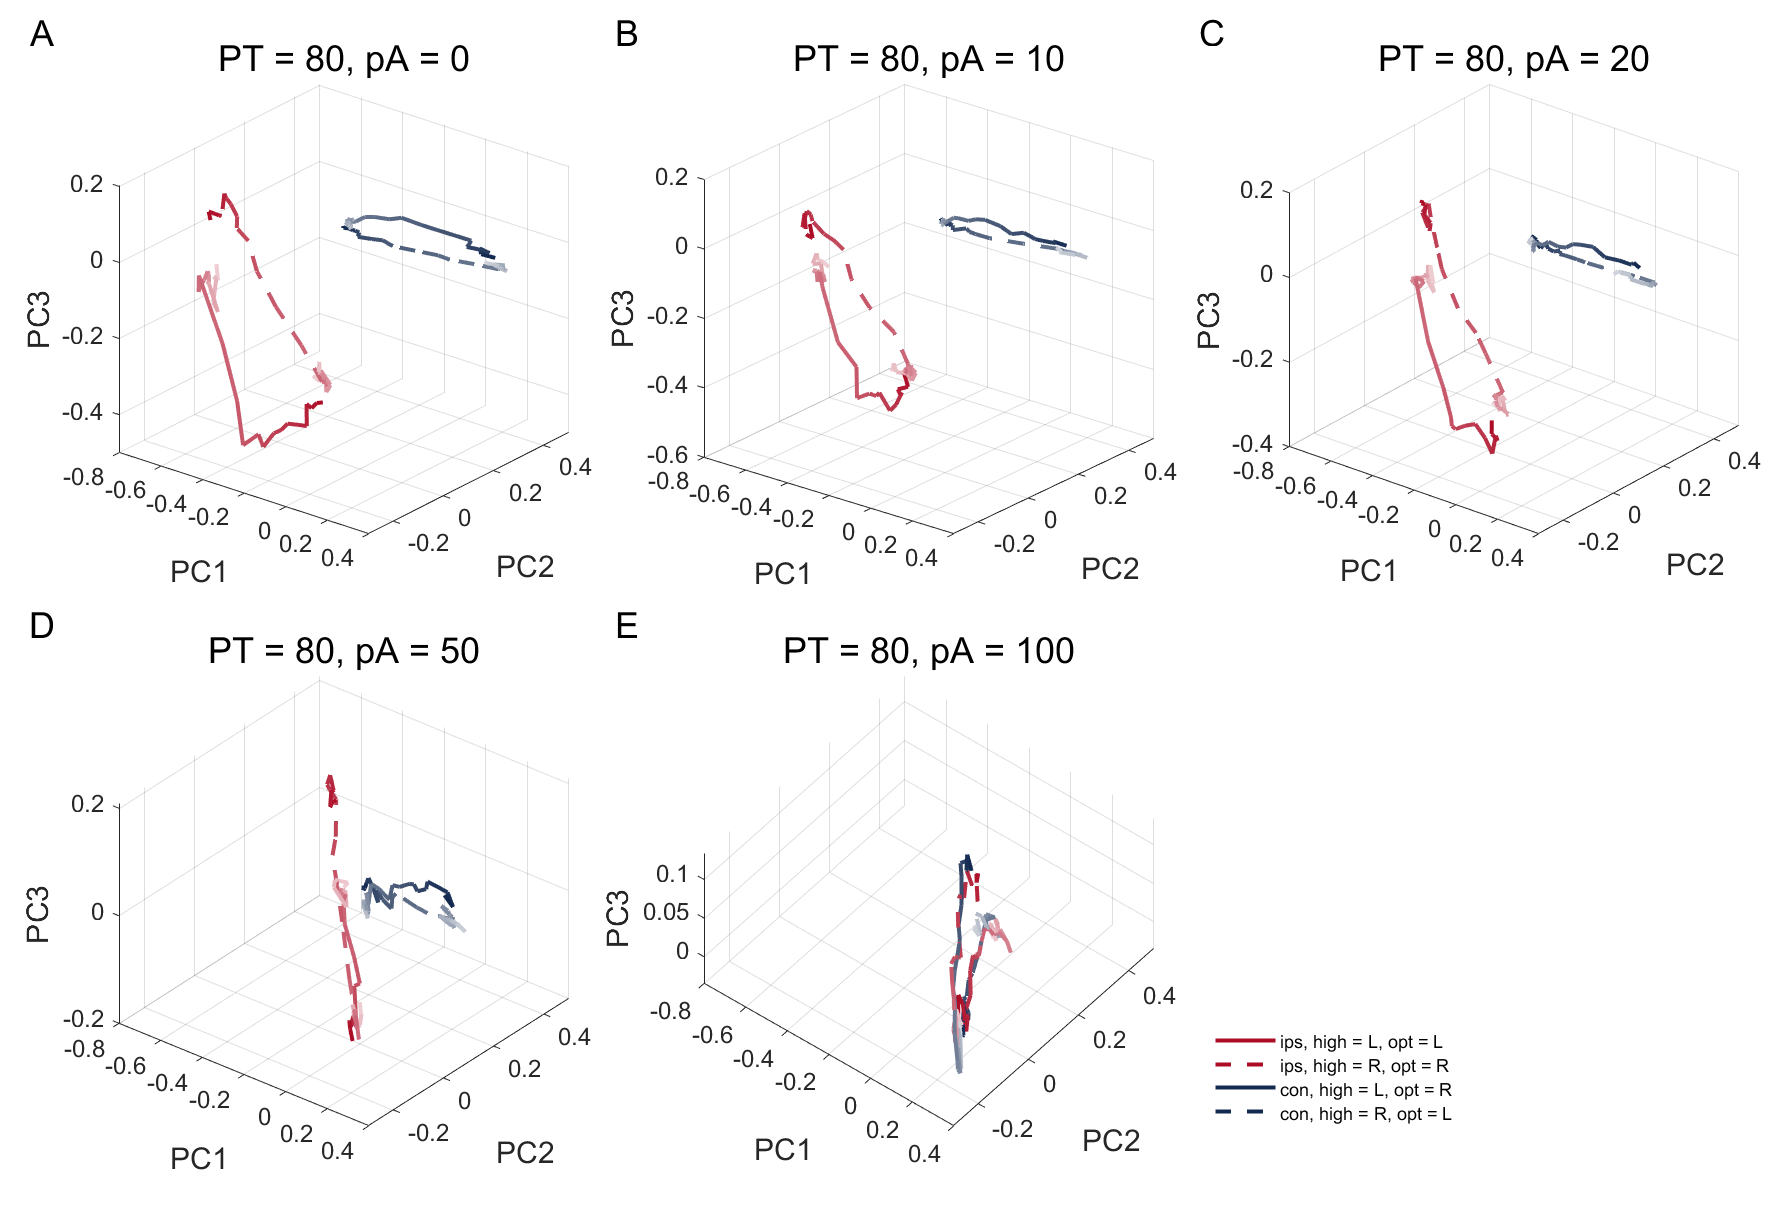 A
PT = 80, pA = 0
0.2
0
-0.2
-0.4
PC3
-0.8
-0.6
-0.4
-0.2
0
0.2
0.4
PC1
-0.2
0
0.2
0.4
PC2
B
PT = 80, pA = 10
0.2
0
-0.2
-0.4
-0.6
PC3
-0.8
-0.6
-0.4
-0.2
0
0.2
0.4
PC1
-0.2
0
0.2
0.4
PC2
C
PT = 80, pA = 20
0.2
0
-0.2
-0.4
PC3
-0.8
-0.6
-0.4
-0.2
0
0.2
0.4
PC1
-0.2
0
0.2
0.4
PC2
D
PT = 80, pA = 50
0.2
0
-0.2
PC3
-0.8
-0.6
-0.4
-0.2
0
0.2
0.4
PC1
-0.2
0
0.2
0.4
PC2
E
PT = 80, pA = 100
0.1
0.05
0
PC3
-0.8
-0.6
-0.4
-0.2
0
0.2
0.4
PC1
-0.2
0
0.2
0.4
PC2
ips, high = L, opt = L
ips, high = R, opt = R
con, high = L, opt = R
con, high = R, opt = L